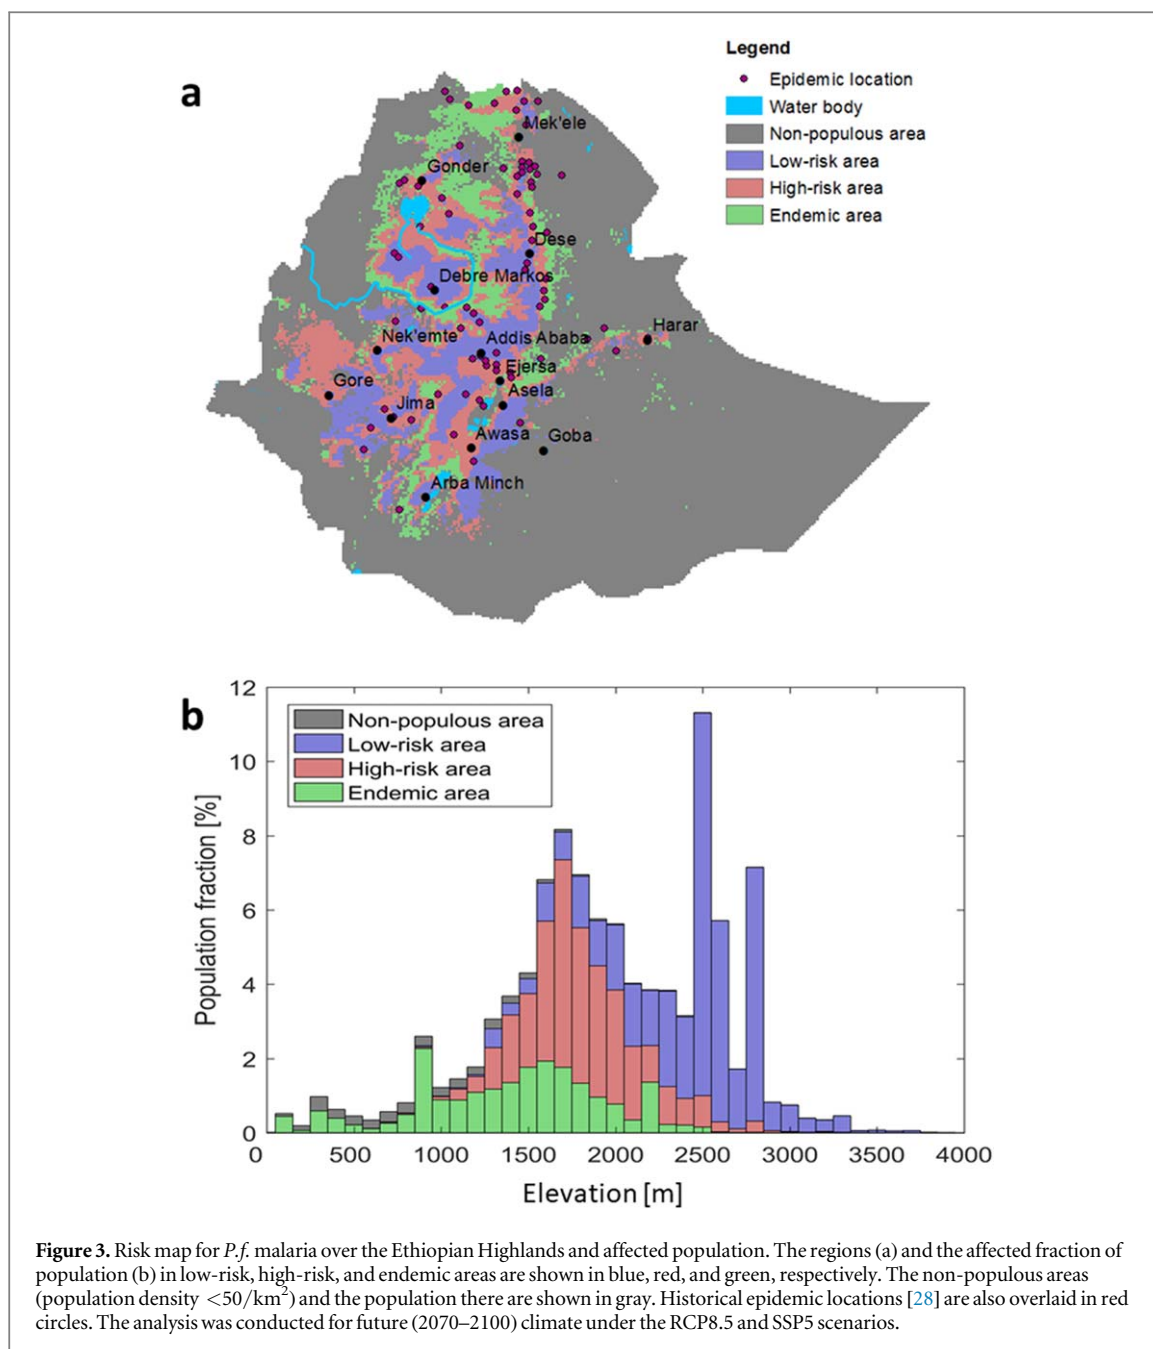 a
Legend
Epidemic location
Water body
Non-populous area
Low-risk area
High-risk area
Endemic area
Mek'ele
Gonder
Dese
Debre Markos
Harar
Nek'emte
Addis Ababa
Ejersa
Gore
Asela
Jima
Awasa
Goba
Arba Minch
b
12
10
8
6
4
2
0
Population fraction [%]
Non-populous area
Low-risk area
High-risk area
Endemic area
0 500 1000 1500 2000 2500 3000 3500 4000
Elevation [m]
Figure 3. Risk map for P.f. malaria over the Ethiopian Highlands and affected population. The regions (a) and the affected fraction of
population (b) in low-risk, high-risk, and endemic areas are shown in blue, red, and green, respectively. The non-populous areas
(population density <50/km²) and the population there are shown in gray. Historical epidemic locations [28] are also overlaid in red
circles. The analysis was conducted for future (2070–2100) climate under the RCP8.5 and SSP5 scenarios.